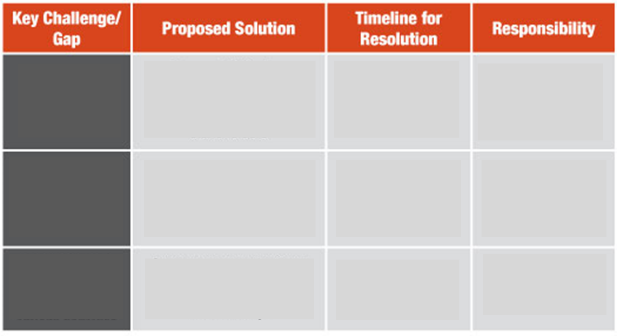 Key Challenge/
Gap
Proposed Solution
Timeline for
Resolution
Responsibility